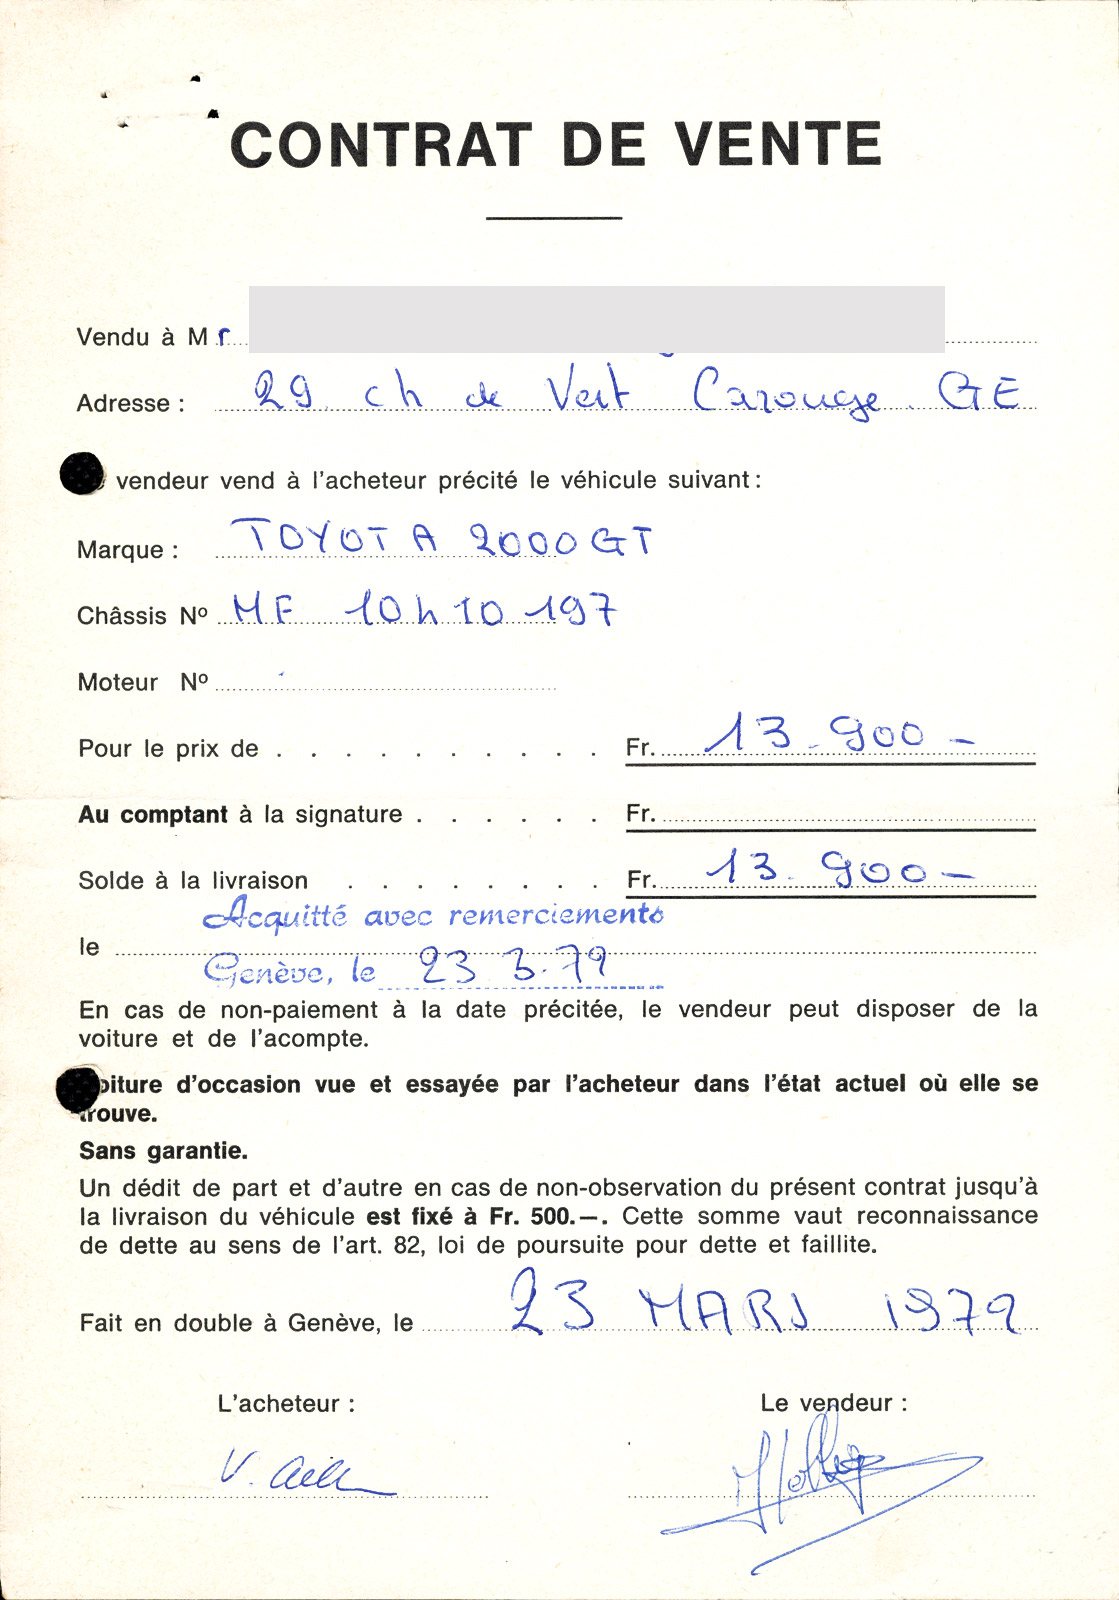 CONTRAT DE VENTE
Vendu à Mr
Adresse : 29 ch de Vert Carouge. GE
vendeur vend à l'acheteur précité le véhicule suivant :
Marque : TOYOTA 2000GT
Châssis Nº MF 10 h 10 197
Moteur Nº
Pour le prix de . . . . . . . . . . Fr. 13.900 –
Au comptant à la signature . . . . . . Fr.
Solde à la livraison . . . . . . . . Fr. 13.900 –
Acquitté avec remerciements
le
Genève, le 23 3.79
En cas de non-paiement à la date précitée, le vendeur peut disposer de la
voiture et de l'acompte.
oiture d'occasion vue et essayée par l'acheteur dans l'état actuel où elle se
trouve.
Sans garantie.
Un dédit de part et d'autre en cas de non-observation du présent contrat jusqu'à
la livraison du véhicule est fixé à Fr. 500.—. Cette somme vaut reconnaissance
de dette au sens de l'art. 82, loi de poursuite pour dette et faillite.
Fait en double à Genève, le 23 MARS 1979
L'acheteur : Le vendeur :